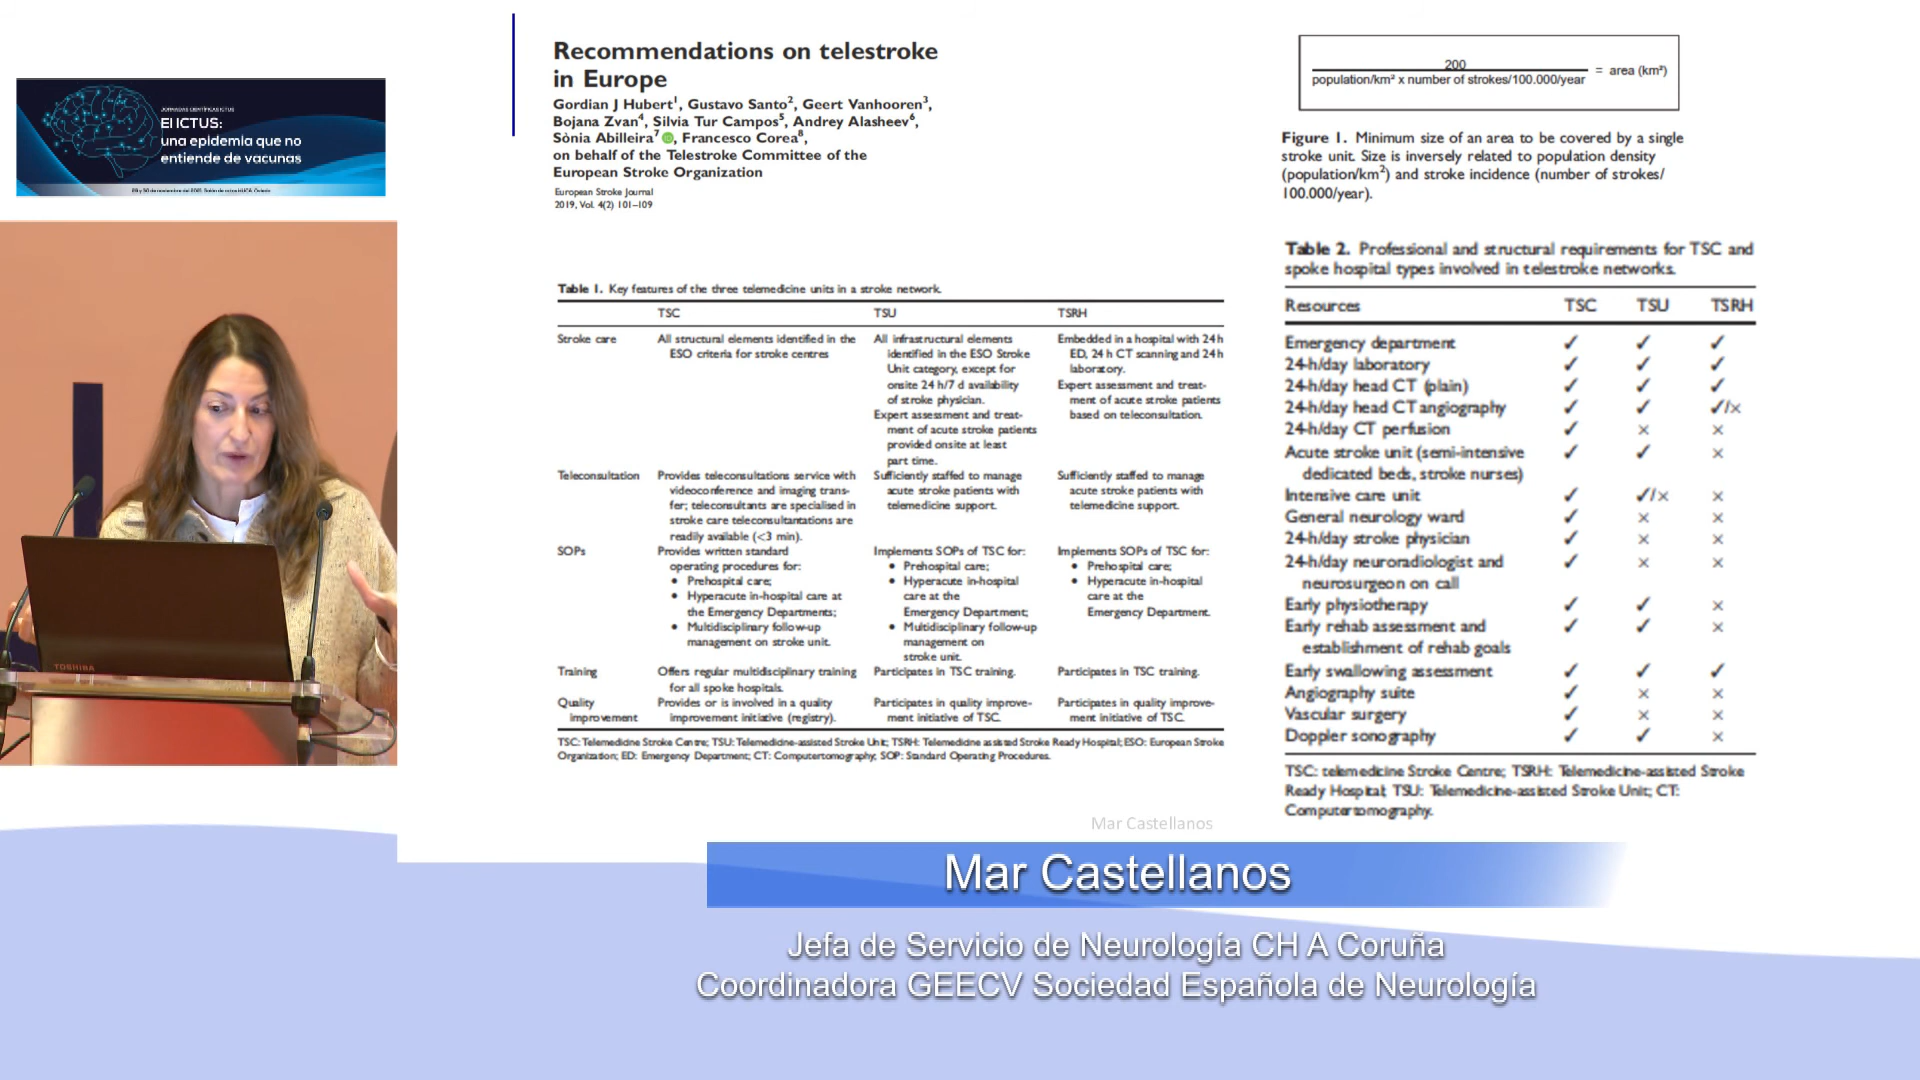 JORNADAS CIENTÍFICAS ICTUS
El ICTUS:
una epidemia que no
entiende de vacunas
TOSHIBA
Recommendations on telestroke
in Europe
Gordian J Hubert1, Gustavo Santo2, Geert Vanhooren3,
Bojana Zvan4, Silvia Tur Campos5, Andrey Alasheev6,
Sònia Abilleira7 iD, Francesco Corea8,
on behalf of the Telestroke Committee of the
European Stroke Organization
European Stroke Journal
2019, Vol. 4(2) 101–109
Table 1. Key features of the three telemedicine units in a stroke network.
TSC TSU TSRH
Stroke care
All structural elements identified in the
ESO criteria for stroke centres
All infrastructural elements
identified in the ESO Stroke
Unit category, except for
onsite 24 h/7 d availability
of stroke physician.
Expert assessment and treat-
ment of acute stroke patients
provided onsite at least
part time.
Embedded in a hospital with 24 h
ED, 24 h CT scanning and 24 h
laboratory.
Expert assessment and treat-
ment of acute stroke patients
based on teleconsultation.
Teleconsultation
Provides teleconsultations service with
videoconference and imaging trans-
fer; teleconsultants are specialised in
stroke care teleconsultantations are
readily available (<3 min).
Sufficiently staffed to manage
acute stroke patients with
telemedicine support.
Sufficiently staffed to manage
acute stroke patients with
telemedicine support.
SOPs
Provides written standard
operating procedures for:
• Prehospital care;
• Hyperacute in-hospital care at
the Emergency Departments;
• Multidisciplinary follow-up
management on stroke unit.
Implements SOPs of TSC for:
• Prehospital care;
• Hyperacute in-hospital
care at the
Emergency Department;
• Multidisciplinary follow-up
management on
stroke unit.
Implements SOPs of TSC for:
• Prehospital care;
• Hyperacute in-hospital
care at the
Emergency Department.
Training
Offers regular multidisciplinary training
for all spoke hospitals.
Participates in TSC training.
Participates in TSC training.
Quality
improvement
Provides or is involved in a quality
improvement initiative (registry).
Participates in quality improve-
ment initiative of TSC.
Participates in quality improve-
ment initiative of TSC.
TSC: Telemedicine Stroke Centre; TSU: Telemedicine-assisted Stroke Unit; TSRH: Telemedicine assisted Stroke Ready Hospital; ESO: European Stroke
Organization; ED: Emergency Department; CT: Computertomography; SOP: Standard Operating Procedures.
200
population/km² x number of strokes/100.000/year = area (km²)
Figure 1. Minimum size of an area to be covered by a single
stroke unit. Size is inversely related to population density
(population/km2) and stroke incidence (number of strokes/
100.000/year).
Table 2. Professional and structural requirements for TSC and
spoke hospital types involved in telestroke networks.
Resources TSC TSU TSRH
Emergency department ✓ ✓ ✓
24-h/day laboratory ✓ ✓ ✓
24-h/day head CT (plain) ✓ ✓ ✓
24-h/day head CT angiography ✓ ✓ ✓/×
24-h/day CT perfusion ✓ × ×
Acute stroke unit (semi-intensive ✓ ✓ ×
dedicated beds, stroke nurses)
Intensive care unit ✓ ✓/× ×
General neurology ward ✓ × ×
24-h/day stroke physician ✓ × ×
24-h/day neuroradiologist and ✓ × ×
neurosurgeon on call
Early physiotherapy ✓ ✓ ×
Early rehab assessment and ✓ ✓ ×
establishment of rehab goals
Early swallowing assessment ✓ ✓ ✓
Angiography suite ✓ × ×
Vascular surgery ✓ × ×
Doppler sonography ✓ ✓ ×
TSC: telemedicine Stroke Centre; TSRH: Telemedicine-assisted Stroke
Ready Hospital; TSU: Telemedicine-assisted Stroke Unit; CT:
Computertomography.
Mar Castellanos
Mar Castellanos
Jefa de Servicio de Neurología CH A Coruña
Coordinadora GEECV Sociedad Española de Neurología